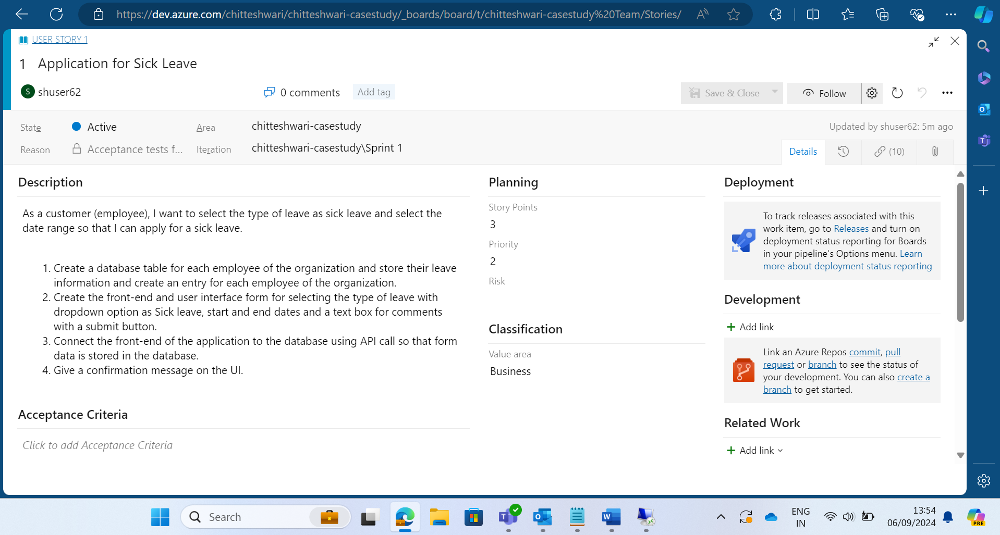 https://dev.azure.com/chitteshwari/chitteshwari-casestudy/_boards/board/t/chitteshwari-casestudy%20Team/Stories/
USER STORY 1
1 Application for Sick Leave
S shuser62
0 comments
Add tag
Save & Close
Follow
State
Active
Area
chitteshwari-casestudy
Updated by shuser62: 5m ago
Reason
Acceptance tests f...
Iteration
chitteshwari-casestudy\Sprint 1
Details
(10)
Description
As a customer (employee), I want to select the type of leave as sick leave and select the
date range so that I can apply for a sick leave.
1. Create a database table for each employee of the organization and store their leave
information and create an entry for each employee of the organization.
2. Create the front-end and user interface form for selecting the type of leave with
dropdown option as Sick leave, start and end dates and a text box for comments
with a submit button.
3. Connect the front-end of the application to the database using API call so that form
data is stored in the database.
4. Give a confirmation message on the UI.
Acceptance Criteria
Click to add Acceptance Criteria
Planning
Story Points
3
Priority
2
Risk
Classification
Value area
Business
Deployment
To track releases associated with this
work item, go to Releases and turn on
deployment status reporting for Boards
in your pipeline's Options menu. Learn
more about deployment status reporting
Development
Add link
Link an Azure Repos commit, pull
request or branch to see the status of
your development. You can also create a
branch to get started.
Related Work
Add link
Search
ENG
IN
13:54
06/09/2024
PRE